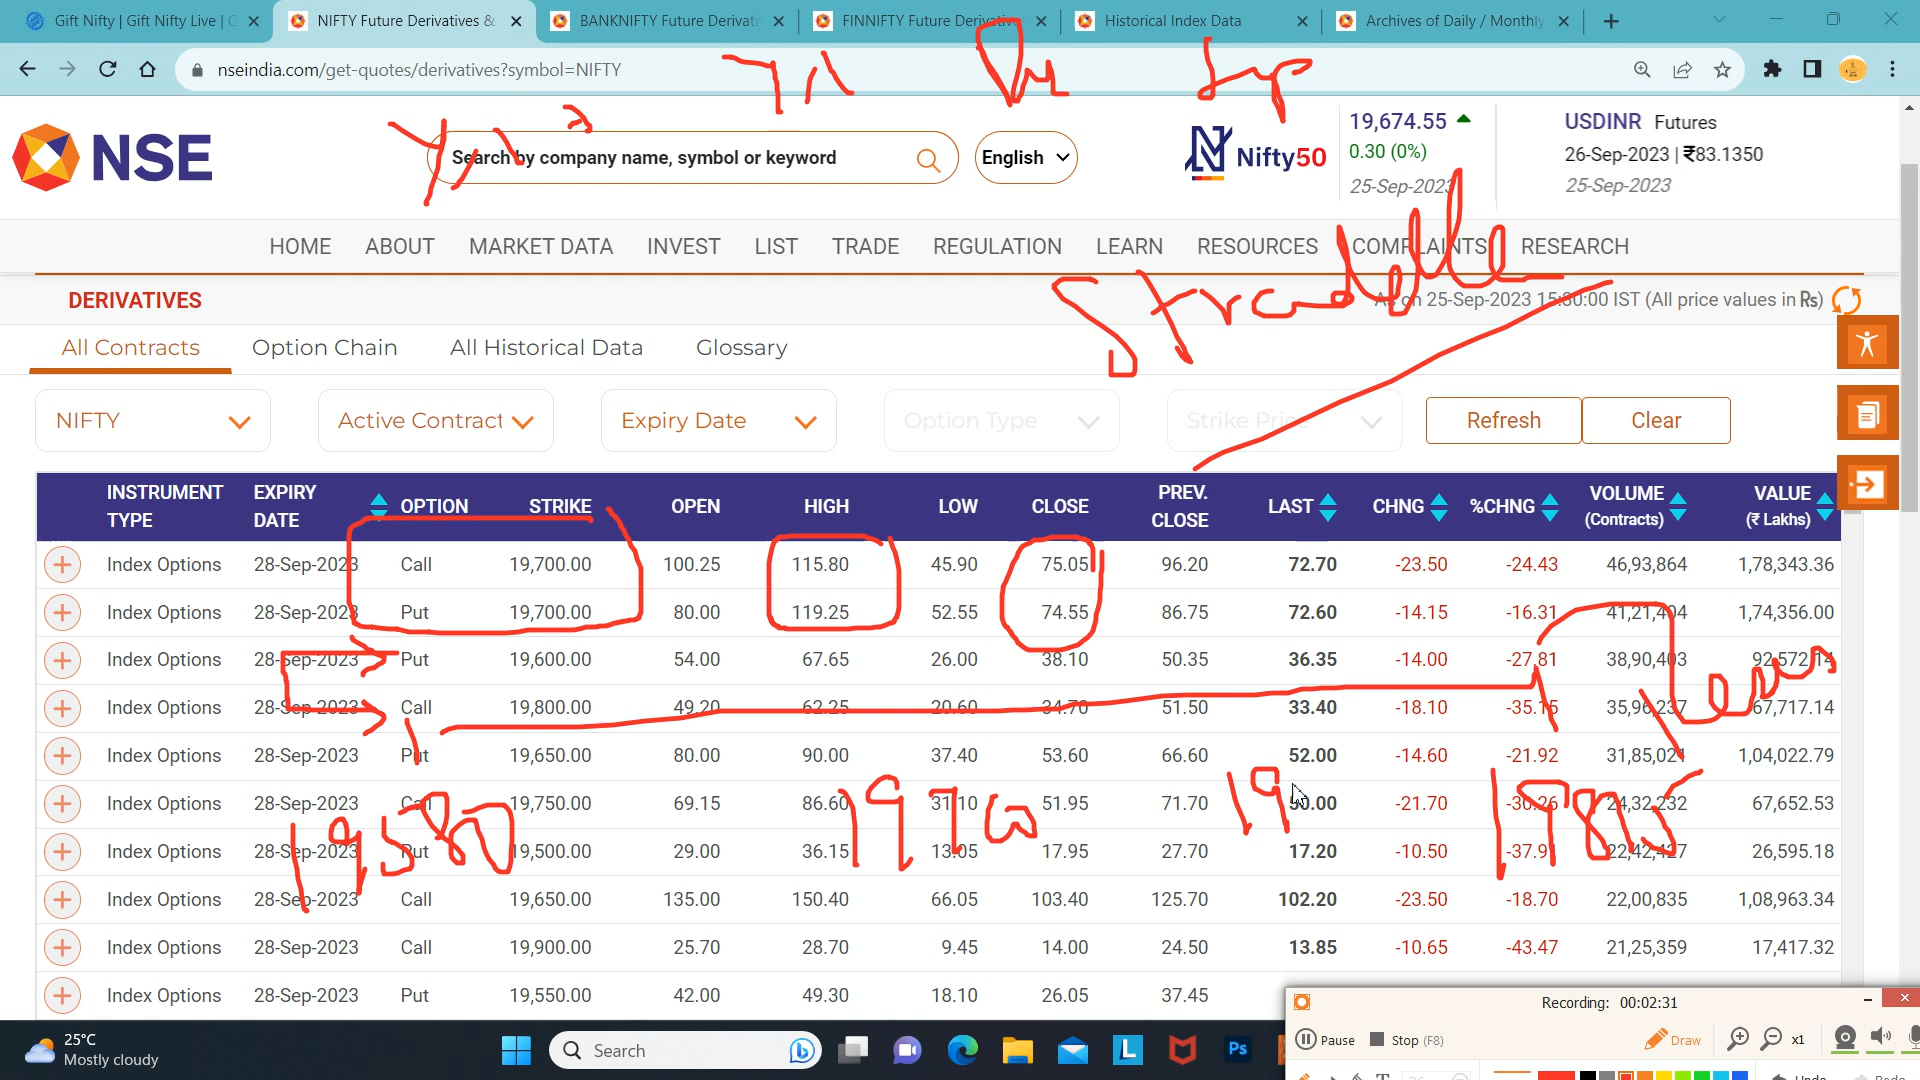 Gift Nifty | Gift Nifty Live | G
NIFTY Future Derivatives &
BANKNIFTY Future Derivati
FINNIFTY Future Derivative
Historical Index Data
Archives of Daily / Monthly
nseindia.com/get-quotes/derivatives?symbol=NIFTY
NSE
Search by company name, symbol or keyword
English
Nifty50
19,674.55
0.30 (0%)
25-Sep-2023
USDINR Futures
26-Sep-2023 | ₹83.1350
25-Sep-2023
HOME ABOUT MARKET DATA INVEST LIST TRADE REGULATION LEARN RESOURCES COMPLAINTS RESEARCH
Stradelle
DERIVATIVES
As on 25-Sep-2023 15:30:00 IST (All price values in Rs)
All Contracts Option Chain All Historical Data Glossary
NIFTY Active Contract Expiry Date Option Type Strike Price Refresh Clear
INSTRUMENT TYPE EXPIRY DATE OPTION STRIKE OPEN HIGH LOW CLOSE PREV. CLOSE LAST CHNG %CHNG VOLUME (Contracts) VALUE (₹ Lakhs)
Index Options 28-Sep-2023 Call 19,700.00 100.25 115.80 45.90 75.05 96.20 72.70 -23.50 -24.43 46,93,864 1,78,343.36
Index Options 28-Sep-2023 Put 19,700.00 80.00 119.25 52.55 74.55 86.75 72.60 -14.15 -16.31 41,21,404 1,74,356.00
Index Options 28-Sep-2023 Put 19,600.00 54.00 67.65 26.00 38.10 50.35 36.35 -14.00 -27.81 38,90,403 92,572.14
Index Options 28-Sep-2023 Call 19,800.00 49.20 62.25 20.60 34.70 51.50 33.40 -18.10 -35.15 35,96,237 67,717.14
Index Options 28-Sep-2023 Put 19,650.00 80.00 90.00 37.40 53.60 66.60 52.00 -14.60 -21.92 31,85,021 1,04,022.79
Index Options 28-Sep-2023 Call 19,750.00 69.15 86.60 31.10 51.95 71.70 50.00 -21.70 -30.26 24,32,232 67,652.53
19580 19700 19 19815
Index Options 28-Sep-2023 Put 19,500.00 29.00 36.15 13.05 17.95 27.70 17.20 -10.50 -37.91 22,42,427 26,595.18
Index Options 28-Sep-2023 Call 19,650.00 135.00 150.40 66.05 103.40 125.70 102.20 -23.50 -18.70 22,00,835 1,08,963.34
Index Options 28-Sep-2023 Call 19,900.00 25.70 28.70 9.45 14.00 24.50 13.85 -10.65 -43.47 21,25,359 17,417.32
Index Options 28-Sep-2023 Put 19,550.00 42.00 49.30 18.10 26.05 37.45
Recording: 00:02:31
Pause Stop (F8) Draw x1
Undo Redo
25°C
Mostly cloudy
Search
L
Ps